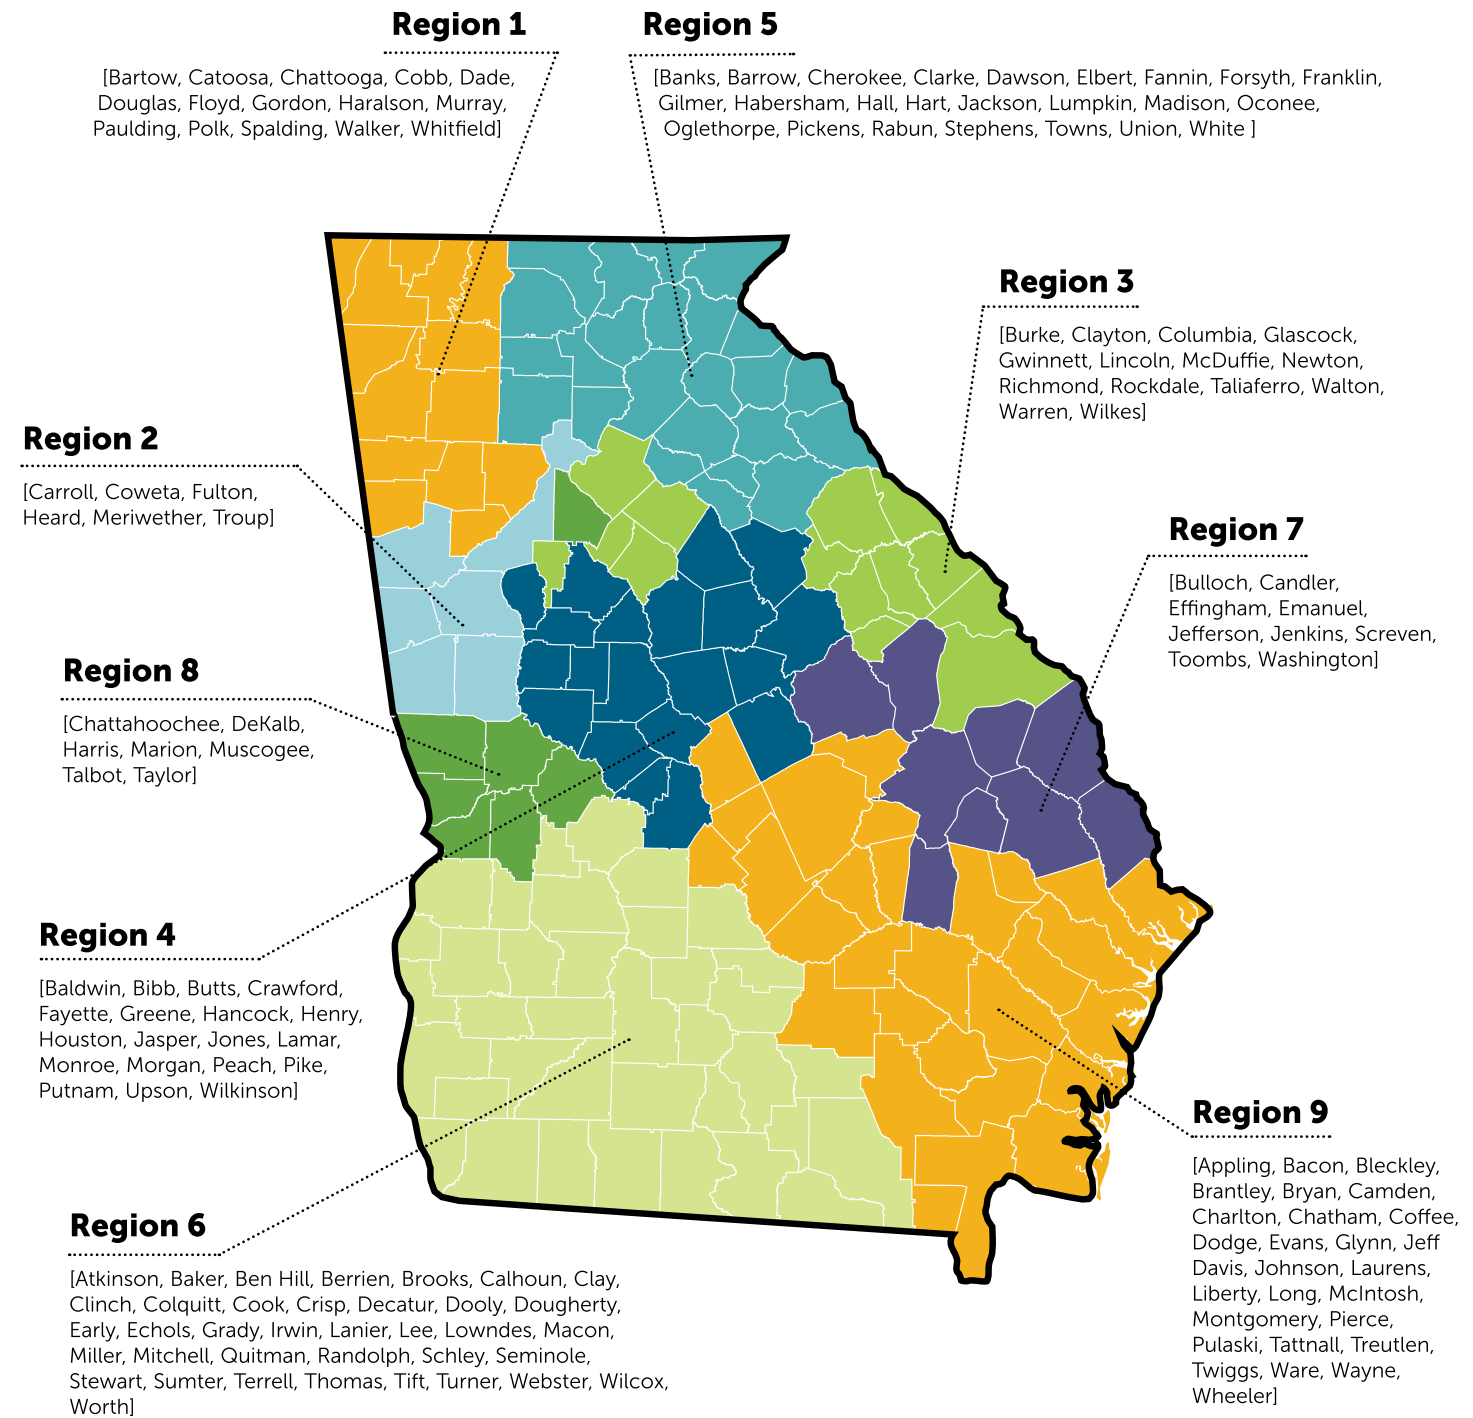 Region 1
[Bartow, Catoosa, Chattooga, Cobb, Dade,
Douglas, Floyd, Gordon, Haralson, Murray,
Paulding, Polk, Spalding, Walker, Whitfield]
Region 5
[Banks, Barrow, Cherokee, Clarke, Dawson, Elbert, Fannin, Forsyth, Franklin,
Gilmer, Habersham, Hall, Hart, Jackson, Lumpkin, Madison, Oconee,
Oglethorpe, Pickens, Rabun, Stephens, Towns, Union, White ]
Region 3
[Burke, Clayton, Columbia, Glascock,
Gwinnett, Lincoln, McDuffie, Newton,
Richmond, Rockdale, Taliaferro, Walton,
Warren, Wilkes]
Region 2
[Carroll, Coweta, Fulton,
Heard, Meriwether, Troup]
Region 7
[Bulloch, Candler,
Effingham, Emanuel,
Jefferson, Jenkins, Screven,
Toombs, Washington]
Region 8
[Chattahoochee, DeKalb,
Harris, Marion, Muscogee,
Talbot, Taylor]
Region 4
[Baldwin, Bibb, Butts, Crawford,
Fayette, Greene, Hancock, Henry,
Houston, Jasper, Jones, Lamar,
Monroe, Morgan, Peach, Pike,
Putnam, Upson, Wilkinson]
Region 9
[Appling, Bacon, Bleckley,
Brantley, Bryan, Camden,
Charlton, Chatham, Coffee,
Dodge, Evans, Glynn, Jeff
Davis, Johnson, Laurens,
Liberty, Long, McIntosh,
Montgomery, Pierce,
Pulaski, Tattnall, Treutlen,
Twiggs, Ware, Wayne,
Wheeler]
Region 6
[Atkinson, Baker, Ben Hill, Berrien, Brooks, Calhoun, Clay,
Clinch, Colquitt, Cook, Crisp, Decatur, Dooly, Dougherty,
Early, Echols, Grady, Irwin, Lanier, Lee, Lowndes, Macon,
Miller, Mitchell, Quitman, Randolph, Schley, Seminole,
Stewart, Sumter, Terrell, Thomas, Tift, Turner, Webster, Wilcox,
Worth]